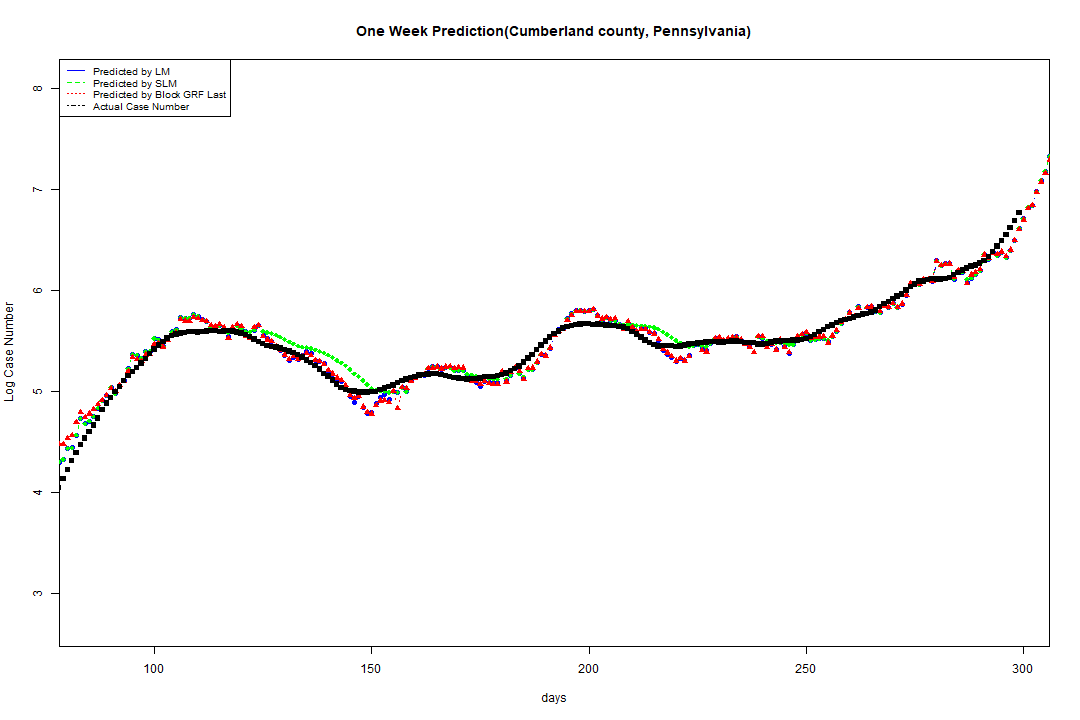 One Week Prediction(Cumberland county, Pennsylvania)
Predicted by LM
Predicted by SLM
Predicted by Block GRF Last
Actual Case Number
8
7
6
5
4
3
Log Case Number
100 150 200 250 300
days